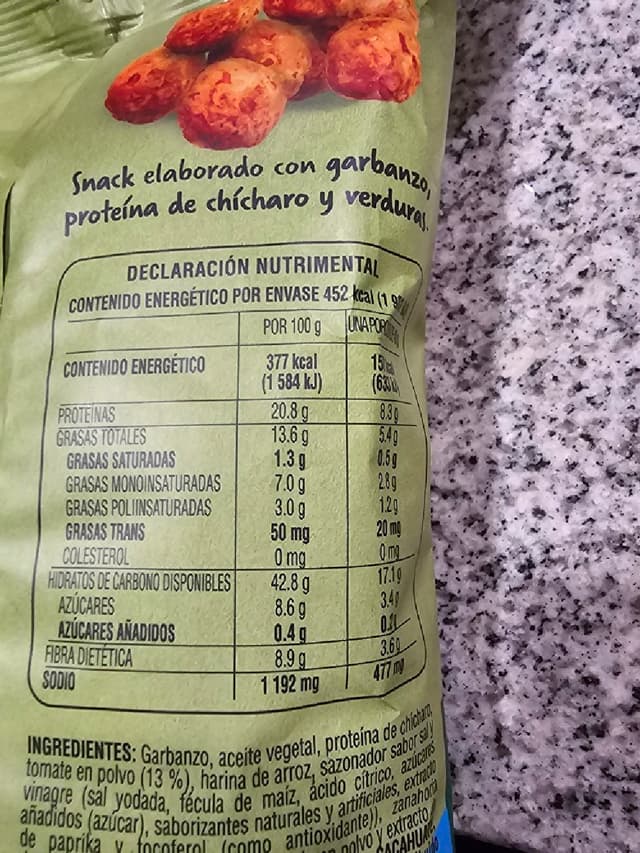 Snack elaborado con garbanzo,
proteína de chícharo y verduras.
DECLARACIÓN NUTRIMENTAL
CONTENIDO ENERGÉTICO POR ENVASE 452 kcal (1
POR 100 g
CONTENIDO ENERGÉTICO 377 kcal
(1 584 kJ)
PROTEÍNAS 20.8 g 8.3 g
GRASAS TOTALES 13.6 g 5.4 g
GRASAS SATURADAS 1.3 g 0.5 g
GRASAS MONOINSATURADAS 7.0 g 2.8 g
GRASAS POLIINSATURADAS 3.0 g 1.2 g
GRASAS TRANS 50 mg 20 mg
COLESTEROL 0 mg 0 mg
HIDRATOS DE CARBONO DISPONIBLES 42.8 g 17.1 g
AZÚCARES 8.6 g 3.4
AZÚCARES AÑADIDOS 0.4 g
FIBRA DIETÉTICA 8.9 g 3.6
SODIO 1 192 mg 477 mg
INGREDIENTES: Garbanzo, aceite vegetal, proteína de chícharo,
tomate en polvo (13 %), harina de arroz, sazonador sabor sal y
vinagre (sal yodada, fécula de maíz, ácido cítrico, azúcares
añadidos (azúcar), saborizantes naturales y artificiales, extracto
de paprika y tocoferol (como antioxidante)), zanahoria
polvo y extracto